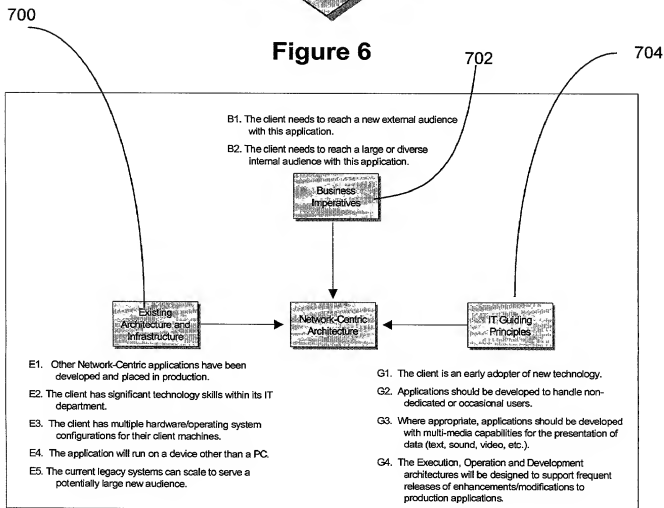 700
Figure 6
702
704
B1. The client needs to reach a new external audience
with this application.
B2. The client needs to reach a large or diverse
internal audience with this application.
Business
Imperatives
Existing
Architecture and
Infrastructure
Network-Centric
Architecture
IT Guiding
Principles
E1. Other Network-Centric applications have been
developed and placed in production.
E2. The client has significant technology skills within its IT
department.
E3. The client has multiple hardware/operating system
configurations for their client machines.
E4. The application will run on a device other than a PC.
E5. The current legacy systems can scale to serve a
potentially large new audience.
G1. The client is an early adopter of new technology.
G2. Applications should be developed to handle non-
dedicated or occasional users.
G3. Where appropriate, applications should be developed
with multi-media capabilities for the presentation of
data (text, sound, video, etc.).
G4. The Execution, Operation and Development
architectures will be designed to support frequent
releases of enhancements/modifications to
production applications.